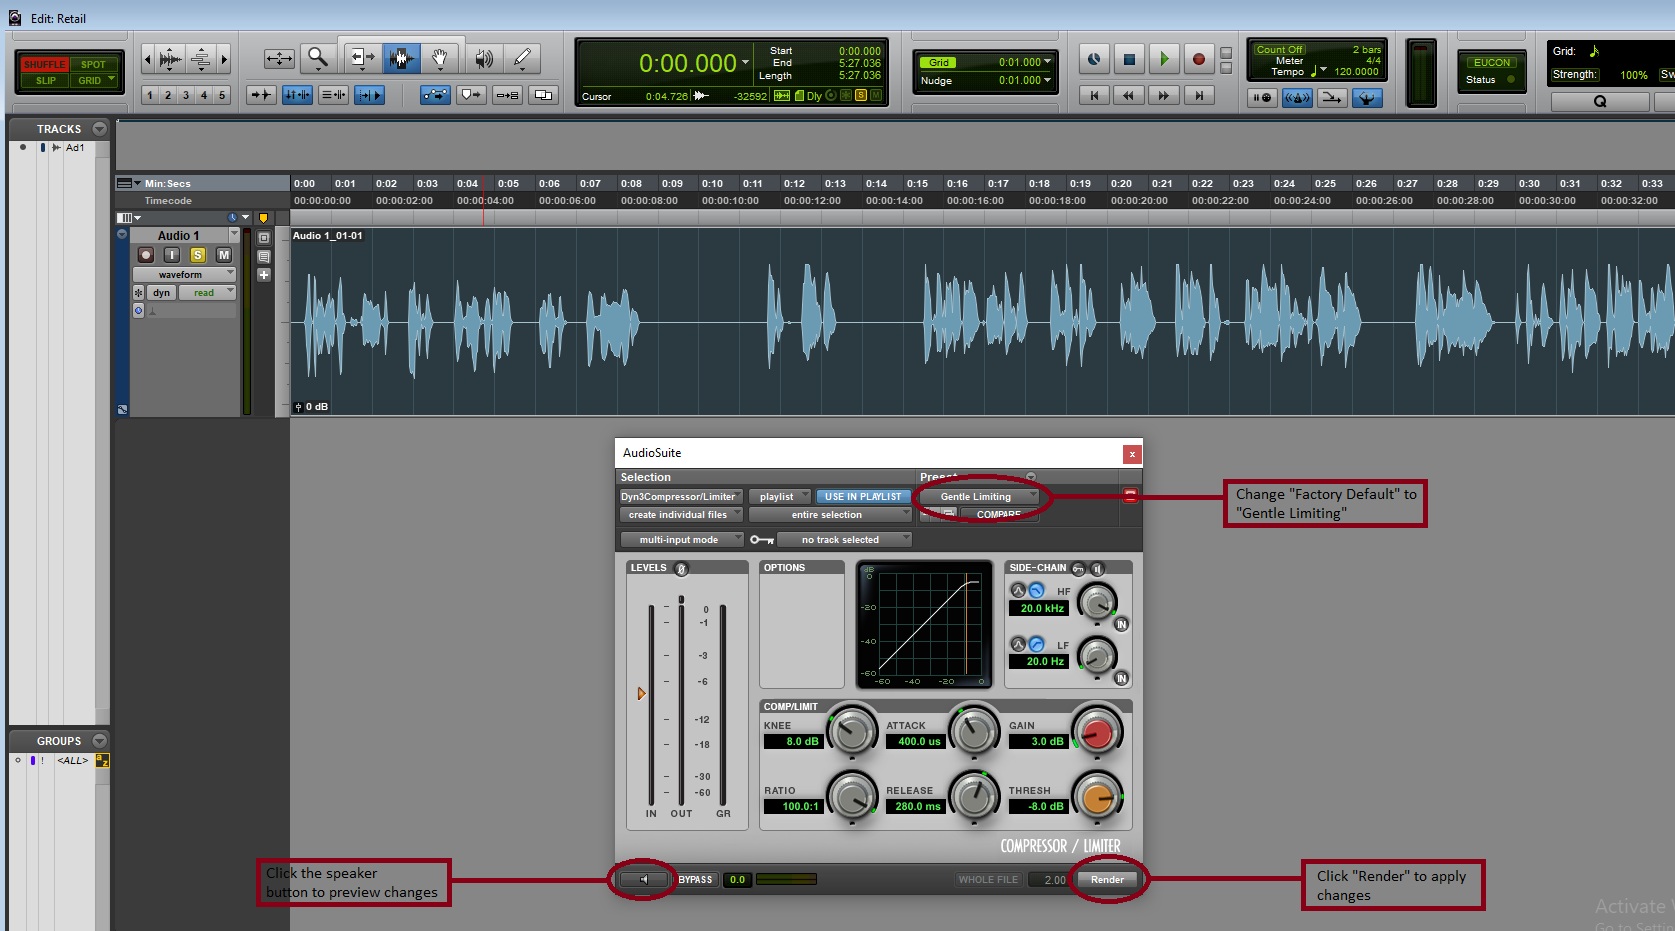 Edit: Retail
SHUFFLE SPOT
SLIP GRID
1 2 3 4 5
0:00.000
Start 0:00.000
End 5:27.036
Length 5:27.036
Cursor 0:04.726 -32592 Dly S M
Grid 0:01.000
Nudge 0:01.000
Count Off 2 bars
Meter 4/4
Tempo 120.0000
EUCON
Status
Grid:
Strength: 100% Sw
Q
TRACKS
Ad1
Min:Secs 0:00 0:01 0:02 0:03 0:04 0:05 0:06 0:07 0:08 0:09 0:10 0:11 0:12 0:13 0:14 0:15 0:16 0:17 0:18 0:19 0:20 0:21 0:22 0:23 0:24 0:25 0:26 0:27 0:28 0:29 0:30 0:31 0:32 0:33
Timecode 00:00:00:00 00:00:02:00 00:00:04:00 00:00:06:00 00:00:08:00 00:00:10:00 00:00:12:00 00:00:14:00 00:00:16:00 00:00:18:00 00:00:20:00 00:00:22:00 00:00:24:00 00:00:26:00 00:00:28:00 00:00:30:00 00:00:32:00
Audio 1
I S M
waveform
dyn read
Audio 1_01-01
0 dB
GROUPS
! <ALL> a z
AudioSuite
x
Selection
Preset
Dyn3Compressor/Limiter playlist USE IN PLAYLIST Gentle Limiting
create individual files entire selection COMPARE
multi-input mode no track selected
LEVELS
0
-1
-3
-6
-12
-18
-30
-60
IN OUT GR
OPTIONS
dB
0
-20
-40
-60
-60 -40 -20 0
SIDE-CHAIN
HF
20.0 kHz
IN
LF
20.0 Hz
IN
COMP/LIMIT
KNEE ATTACK GAIN
8.0 dB 400.0 us 3.0 dB
RATIO RELEASE THRESH
100.0:1 280.0 ms -8.0 dB
COMPRESSOR / LIMITER
BYPASS 0.0 WHOLE FILE 2.00 Render
Change "Factory Default" to
"Gentle Limiting"
Click the speaker
button to preview changes
Click "Render" to apply
changes
Activate
Go to Settin